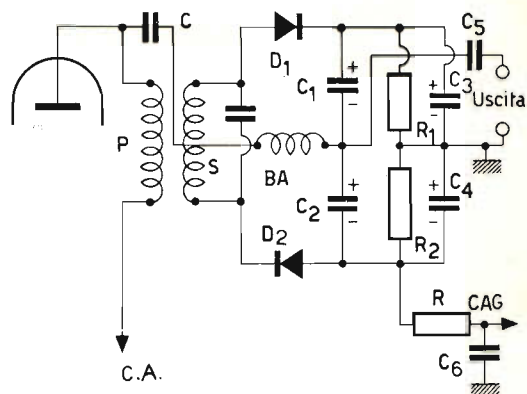 C
C5
D1
C1
+
-
+
-
C3
Uscita
P
S
R1
BA
C2
+
-
+
-
C4
D2
R2
R
CAG
C6
C.A.